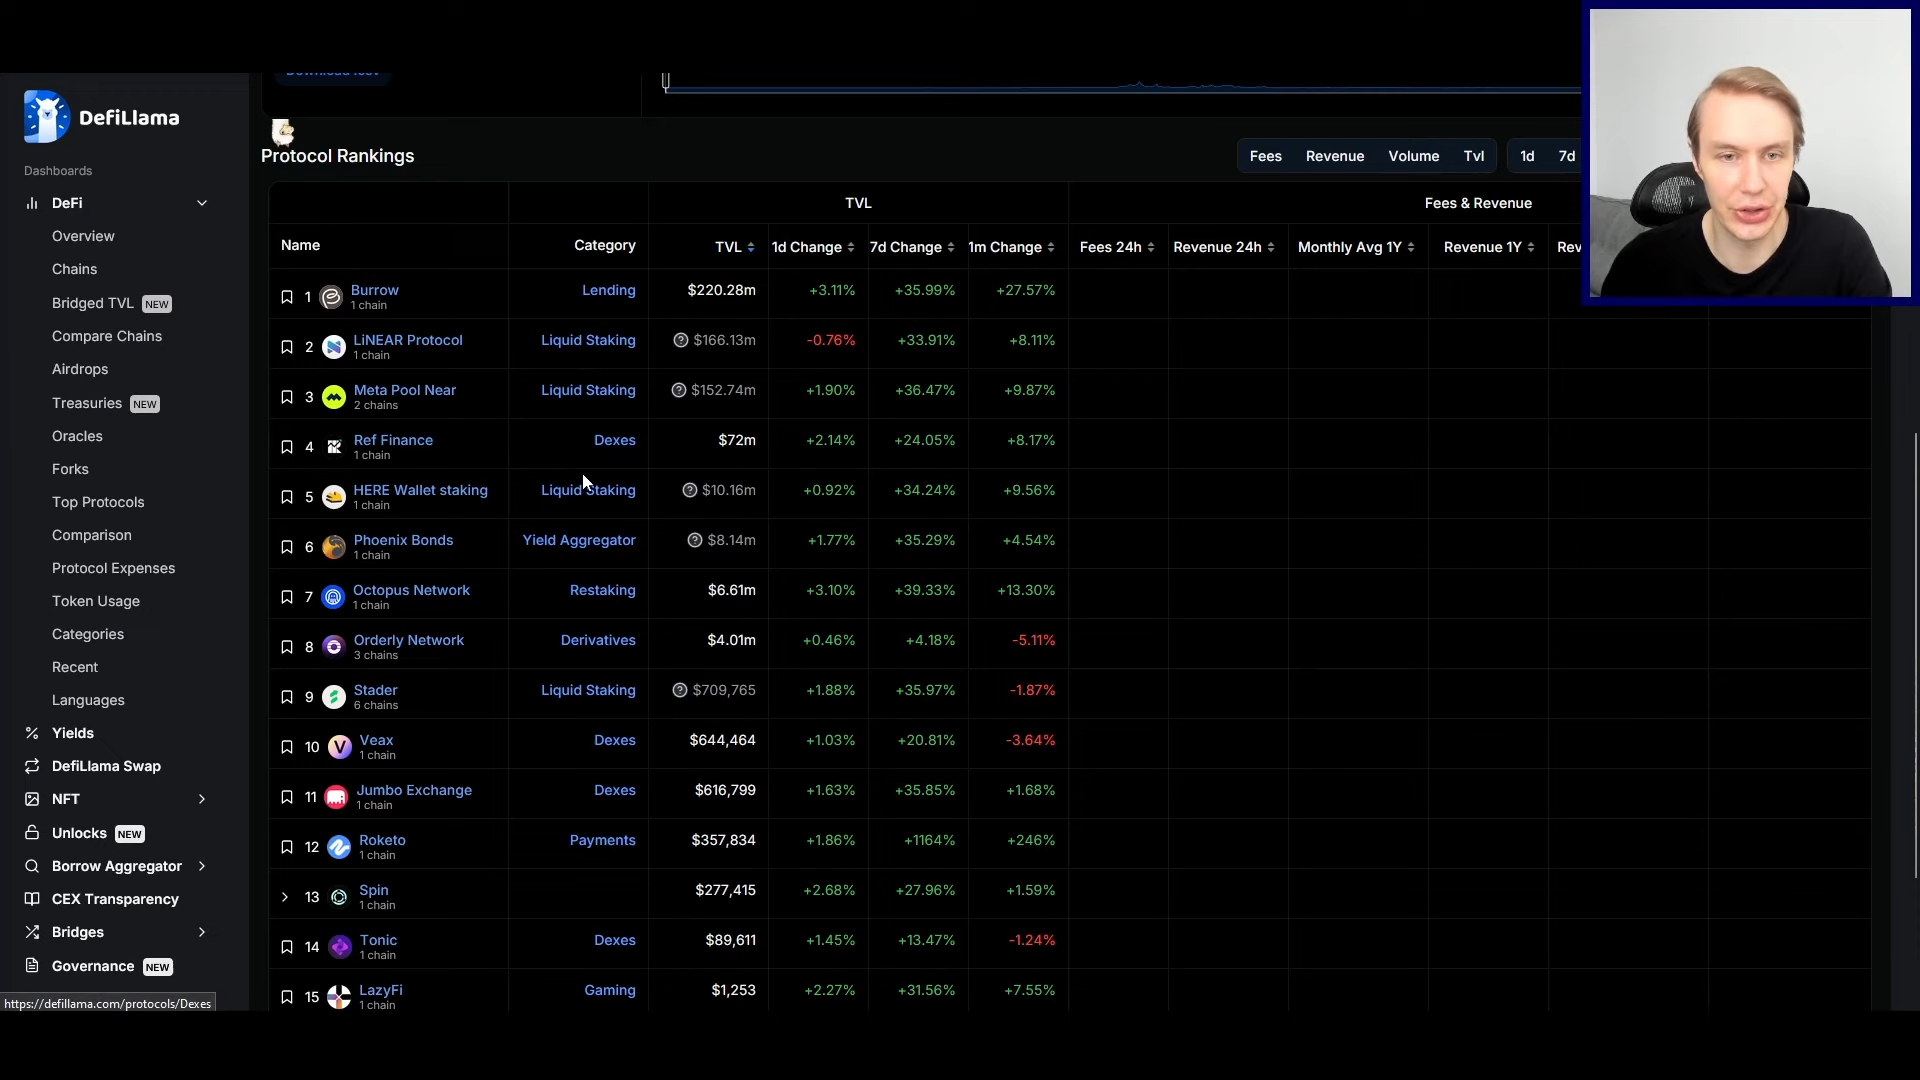 DefiLlama
Dashboards
DeFi
Overview
Chains
Bridged TVL NEW
Compare Chains
Airdrops
Treasuries NEW
Oracles
Forks
Top Protocols
Comparison
Protocol Expenses
Token Usage
Categories
Recent
Languages
Yields
DefiLlama Swap
NFT
Unlocks NEW
Borrow Aggregator
CEX Transparency
Bridges
Governance NEW
https://defillama.com/protocols/Dexes
Protocol Rankings
Fees Revenue Volume Tvl 1d 7d
TVL Fees & Revenue
Name Category TVL 1d Change 7d Change 1m Change Fees 24h Revenue 24h Monthly Avg 1Y Revenue 1Y Rev
1 Burrow Lending $220.28m +3.11% +35.99% +27.57%
1 chain
2 LiNEAR Protocol Liquid Staking $166.13m -0.76% +33.91% +8.11%
1 chain
3 Meta Pool Near Liquid Staking $152.74m +1.90% +36.47% +9.87%
2 chains
4 Ref Finance Dexes $72m +2.14% +24.05% +8.17%
1 chain
5 HERE Wallet staking Liquid Staking $10.16m +0.92% +34.24% +9.56%
1 chain
6 Phoenix Bonds Yield Aggregator $8.14m +1.77% +35.29% +4.54%
1 chain
7 Octopus Network Restaking $6.61m +3.10% +39.33% +13.30%
1 chain
8 Orderly Network Derivatives $4.01m +0.46% +4.18% -5.11%
3 chains
9 Stader Liquid Staking $709,765 +1.88% +35.97% -1.87%
6 chains
10 Veax Dexes $644,464 +1.03% +20.81% -3.64%
1 chain
11 Jumbo Exchange Dexes $616,799 +1.63% +35.85% +1.68%
1 chain
12 Roketo Payments $357,834 +1.86% +1164% +246%
1 chain
13 Spin $277,415 +2.68% +27.96% +1.59%
1 chain
14 Tonic Dexes $89,611 +1.45% +13.47% -1.24%
1 chain
15 LazyFi Gaming $1,253 +2.27% +31.56% +7.55%
1 chain